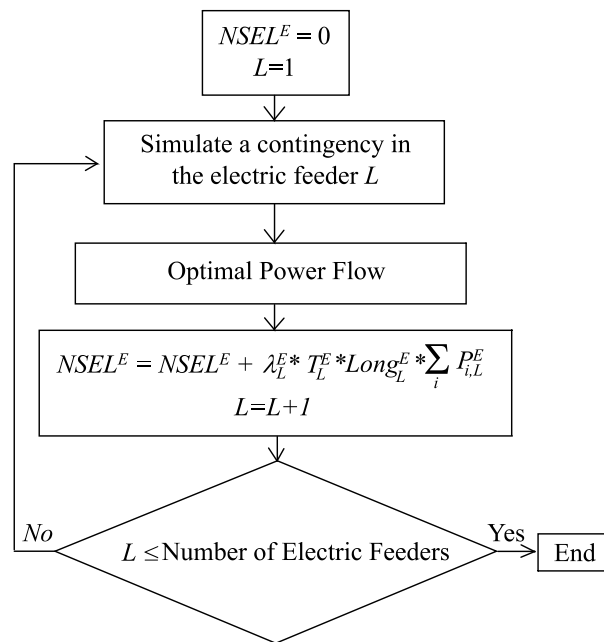 NSEL^E = 0
L=1
Simulate a contingency in
the electric feeder L
Optimal Power Flow
NSEL^E = NSEL^E + λ_L^E* T_L^E*Long_L^E*∑_i P_{i,L}^E
L=L+1
No
L ≤Number of Electric Feeders
Yes
End